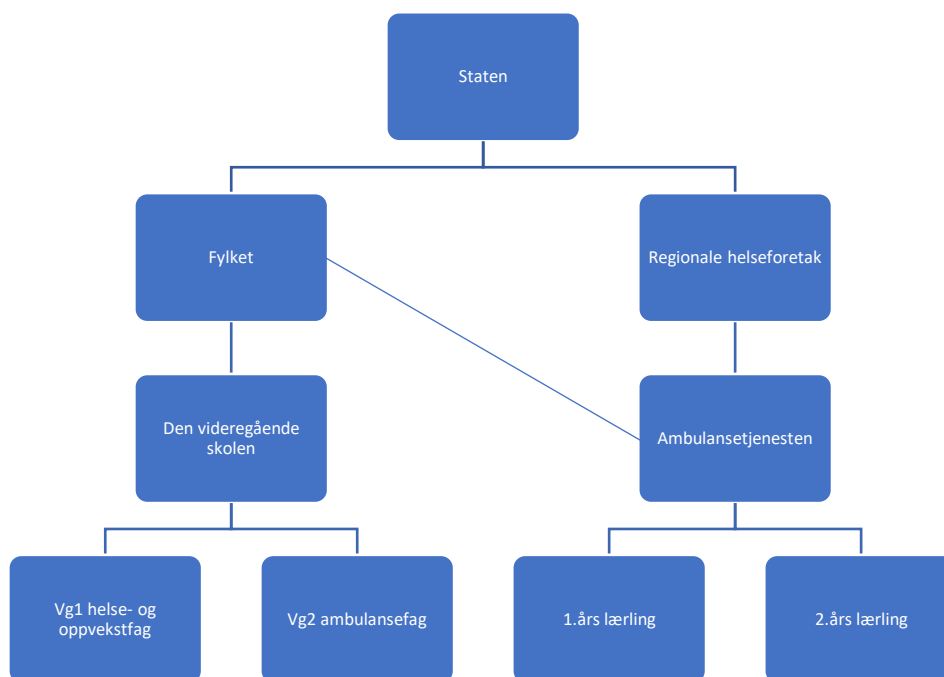 Staten
Fylket
Regionale helseforetak
Den videregående
skolen
Ambulansetjenesten
Vg1 helse- og
oppvekstfag
Vg2 ambulansefag
1.års lærling
2.års lærling